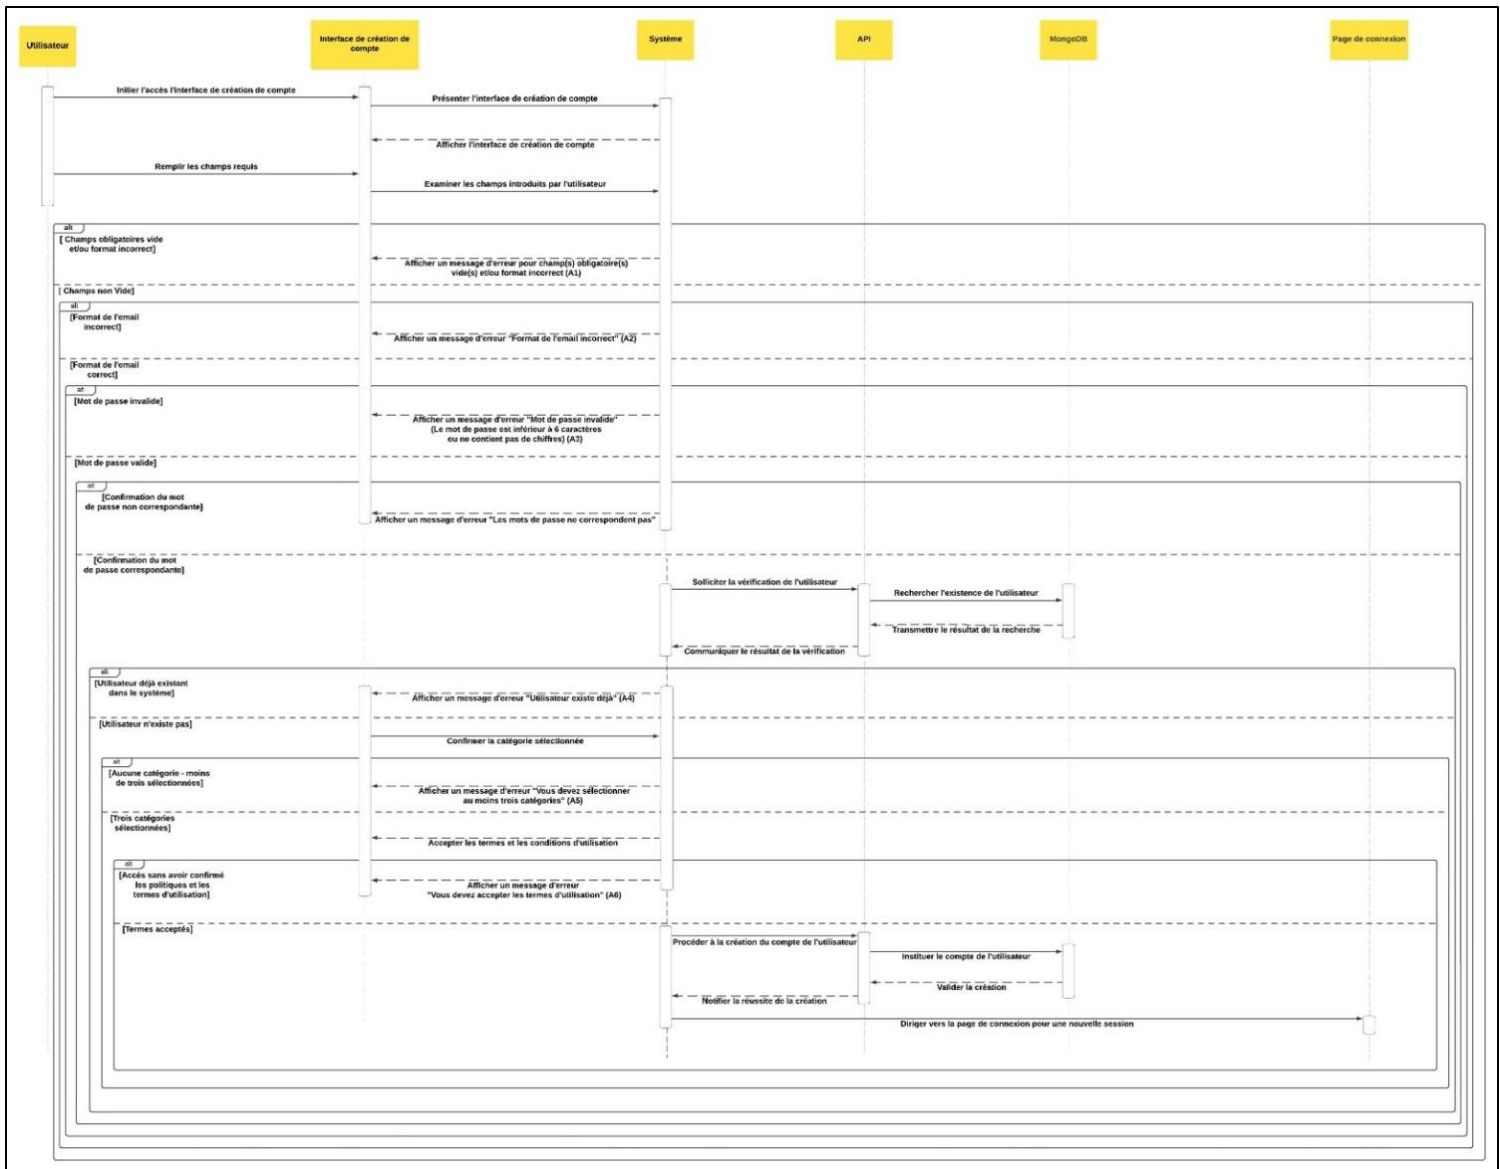 Utilisateur
Interface de création de
compte
Système
API
MongoDB
Page de connexion
Initier l'accès l'interface de création de compte
Présenter l'interface de création de compte
Afficher l'interface de création de compte
Remplir les champs requis
Examiner les champs introduits par l'utilisateur
alt
[ Champs obligatoires vide
et/ou format incorrect]
Afficher un message d'erreur pour champ(s) obligatoire(s)
vide(s) et/ou format incorrect (A1)
[ Champs non Vide]
alt
[Format de l'email
incorrect]
Afficher un message d'erreur "Format de l'email incorrect" (A2)
[Format de l'email
correct]
alt
[Mot de passe invalide]
Afficher un message d'erreur "Mot de passe invalide"
(Le mot de passe est inférieur à 6 caractères
ou ne contient pas de chiffres) (A3)
[Mot de passe valide]
alt
[Confirmation du mot
de passe non correspondante]
Afficher un message d'erreur "Les mots de passe ne correspondent pas"
[Confirmation du mot
de passe correspondante]
Solliciter la vérification de l'utilisateur
Rechercher l'existence de l'utilisateur
Transmettre le résultat de la recherche
Communiquer le résultat de la vérification
alt
[Utilisateur déjà existant
dans le système]
Afficher un message d'erreur "Utilisateur existe déjà" (A4)
[Utilisateur n'existe pas]
Confirmer la catégorie sélectionnée
alt
[Aucune catégorie - moins
de trois sélectionnées]
Afficher un message d'erreur "Vous devez sélectionner
au moins trois catégories" (A5)
[Trois catégories
sélectionnées]
Accepter les termes et les conditions d'utilisation
alt
[Accès sans avoir confirmé
les politiques et les
termes d'utilisation]
Afficher un message d'erreur
"Vous devez accepter les termes d'utilisation" (A6)
[Termes acceptés]
Procéder à la création du compte de l'utilisateur
Instituer le compte de l'utilisateur
Valider la création
Notifier la réussite de la création
Diriger vers la page de connexion pour une nouvelle session